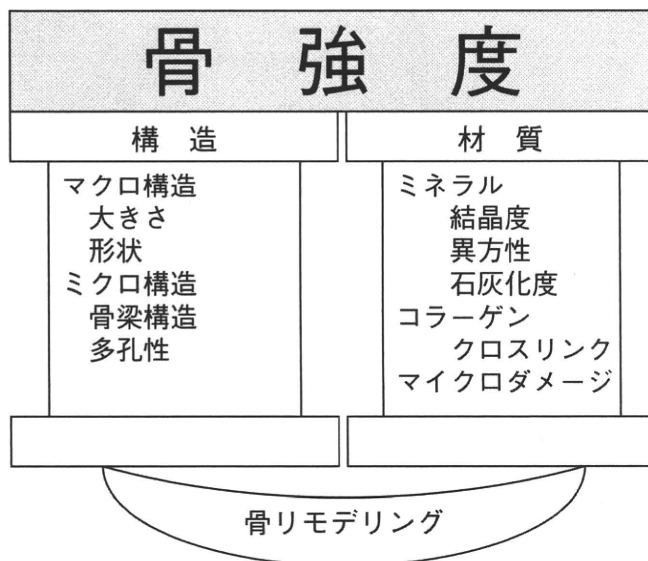 骨強度
構造
マクロ構造
大きさ
形状
ミクロ構造
骨梁構造
多孔性
材質
ミネラル
結晶度
異方性
石灰化度
コラーゲン
クロスリンク
マイクロダメージ
骨リモデリング